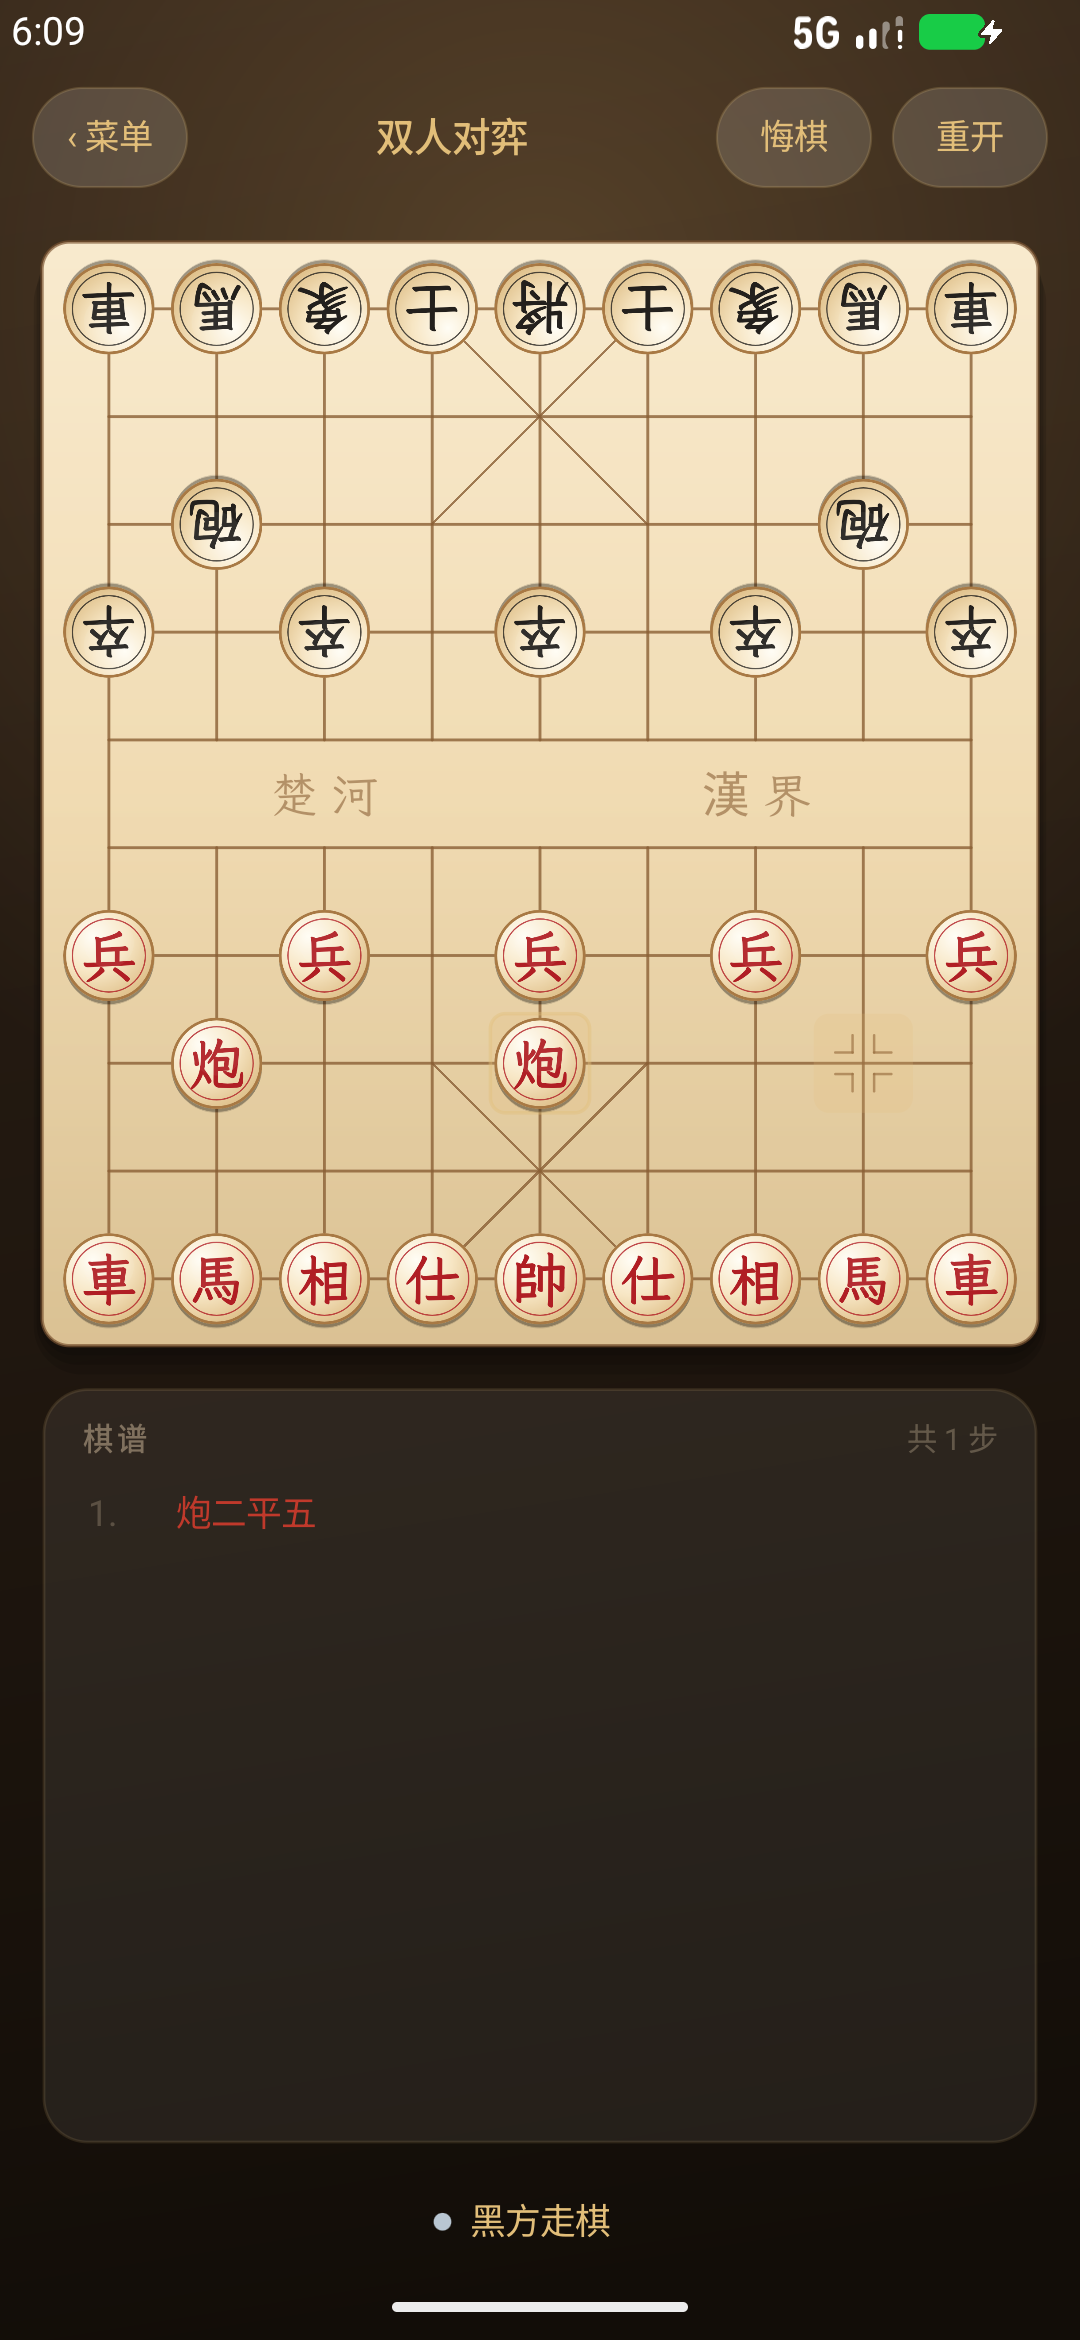 6:09 5G
‹ 菜单 双人对弈 悔棋 重开
車 馬 象 士 將 士 象 馬 車
砲 砲
卒 卒 卒 卒 卒
楚河 漢界
兵 兵 兵 兵 兵
炮 炮
車 馬 相 仕 帥 仕 相 馬 車
棋谱 共 1 步
1. 炮二平五
黑方走棋